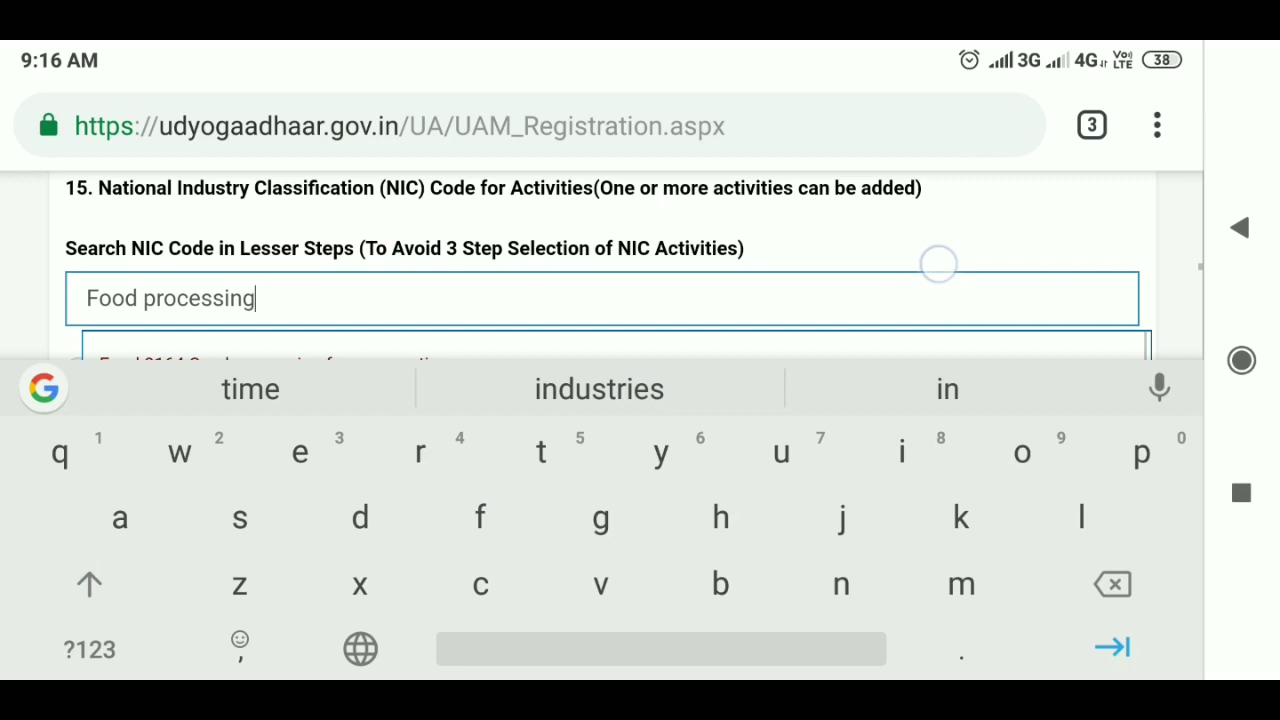 9:16 AM
3G 4G VoLTE 38
https://udyogaadhaar.gov.in/UA/UAM_Registration.aspx
3
15. National Industry Classification (NIC) Code for Activities(One or more activities can be added)
Search NIC Code in Lesser Steps (To Avoid 3 Step Selection of NIC Activities)
Food processing
time industries in
q 1 w 2 e 3 r 4 t 5 y 6 u 7 i 8 o 9 p 0
a s d f g h j k l
z x c v b n m
?123 , .